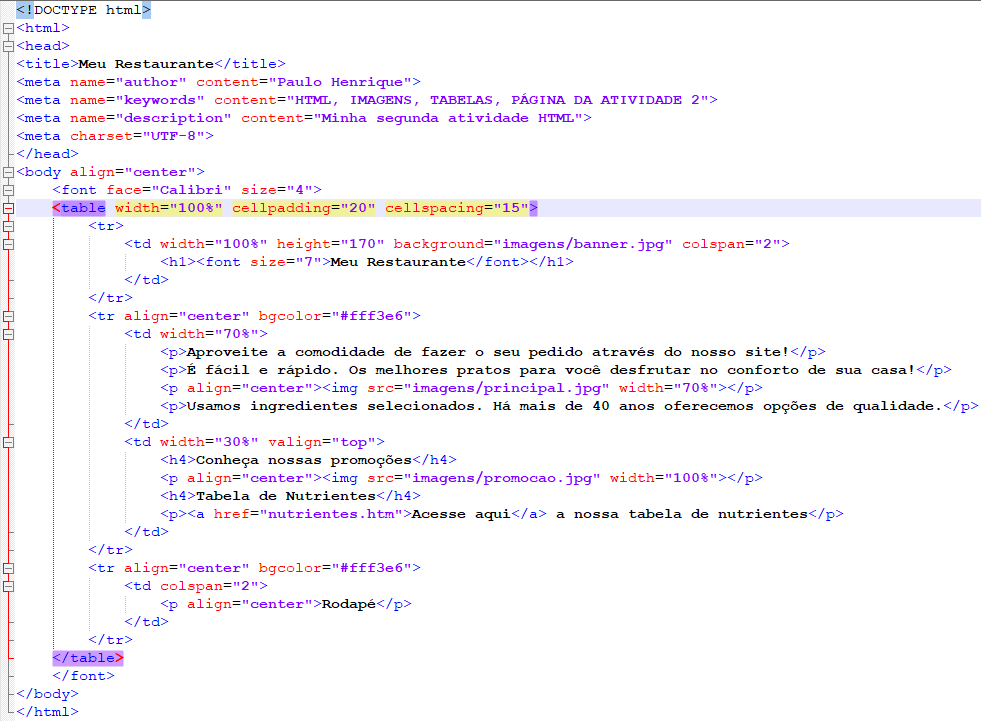 <!DOCTYPE html>
<html>
<head>
<title>Meu Restaurante</title>
<meta name="author" content="Paulo Henrique">
<meta name="keywords" content="HTML, IMAGENS, TABELAS, PÁGINA DA ATIVIDADE 2">
<meta name="description" content="Minha segunda atividade HTML">
<meta charset="UTF-8">
</head>
<body align="center">
    <font face="Calibri" size="4">
    <table width="100%" cellpadding="20" cellspacing="15">
        <tr>
            <td width="100%" height="170" background="imagens/banner.jpg" colspan="2">
                <h1><font size="7">Meu Restaurante</font></h1>
            </td>
        </tr>
        <tr align="center" bgcolor="#fff3e6">
            <td width="70%">
                <p>Aproveite a comodidade de fazer o seu pedido através do nosso site!</p>
                <p>É fácil e rápido. Os melhores pratos para você desfrutar no conforto de sua casa!</p>
                <p align="center"><img src="imagens/principal.jpg" width="70%"></p>
                <p>Usamos ingredientes selecionados. Há mais de 40 anos oferecemos opções de qualidade.</p>
            </td>
            <td width="30%" valign="top">
                <h4>Conheça nossas promoções</h4>
                <p align="center"><img src="imagens/promocao.jpg" width="100%"></p>
                <h4>Tabela de Nutrientes</h4>
                <p><a href="nutrientes.htm">Acesse aqui</a> a nossa tabela de nutrientes</p>
            </td>
        </tr>
        <tr align="center" bgcolor="#fff3e6">
            <td colspan="2">
                <p align="center">Rodapé</p>
            </td>
        </tr>
    </table>
    </font>
</body>
</html>